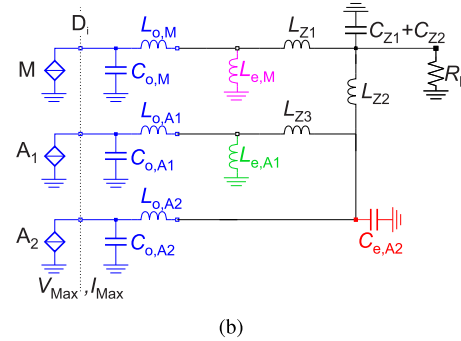 D_i
L_o,M
L_Z1
C_Z1+C_Z2
M
C_o,M
L_e,M
L_Z2
L_o,A1
L_Z3
A_1
C_o,A1
L_e,A1
L_o,A2
A_2
C_o,A2
C_e,A2
V_Max, I_Max
(b)